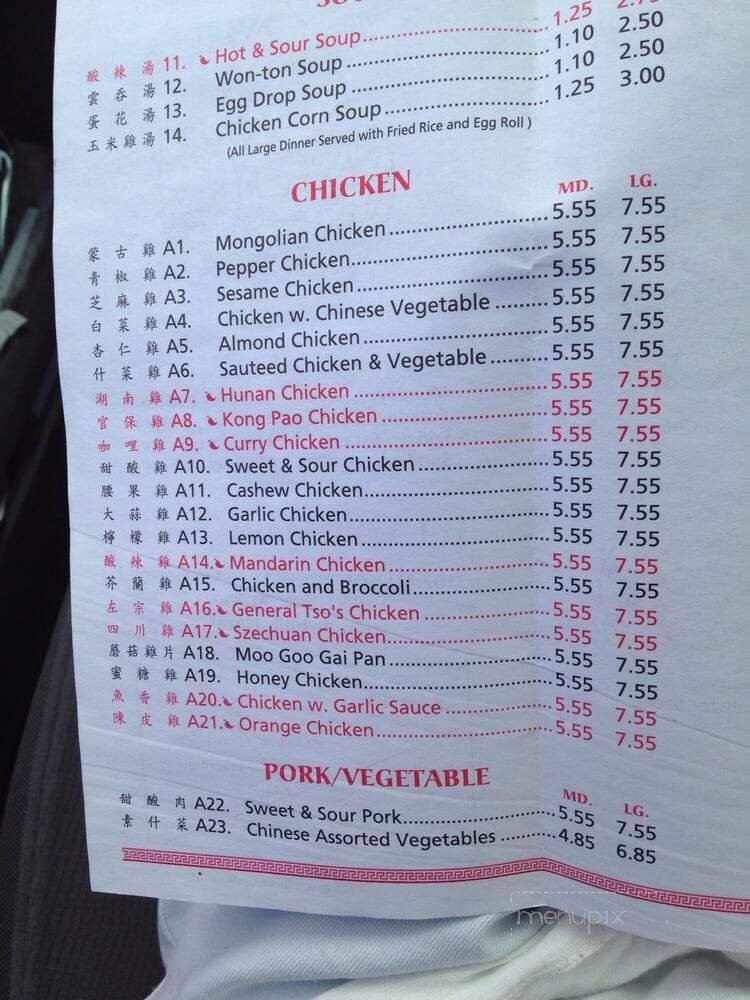 酸辣湯 11. Hot & Sour Soup 1.25
雲吞湯 12. Won-ton Soup 1.10 2.50
蛋花湯 13. Egg Drop Soup 1.10 2.50
玉米雞湯 14. Chicken Corn Soup 1.25 3.00
(All Large Dinner Served with Fried Rice and Egg Roll )
CHICKEN MD. LG.
蒙古雞 A1. Mongolian Chicken 5.55 7.55
青椒雞 A2. Pepper Chicken 5.55 7.55
芝麻雞 A3. Sesame Chicken 5.55 7.55
白菜雞 A4. Chicken w. Chinese Vegetable 5.55 7.55
杏仁雞 A5. Almond Chicken 5.55 7.55
什菜雞 A6. Sauteed Chicken & Vegetable 5.55 7.55
湖南雞 A7. Hunan Chicken 5.55 7.55
官保雞 A8. Kong Pao Chicken 5.55 7.55
咖哩雞 A9. Curry Chicken 5.55 7.55
甜酸雞 A10. Sweet & Sour Chicken 5.55 7.55
腰果雞 A11. Cashew Chicken 5.55 7.55
大蒜雞 A12. Garlic Chicken 5.55 7.55
檸檬雞 A13. Lemon Chicken 5.55 7.55
酸辣雞 A14. Mandarin Chicken 5.55 7.55
芥蘭雞 A15. Chicken and Broccoli 5.55 7.55
左宗雞 A16. General Tso's Chicken 5.55 7.55
四川雞 A17. Szechuan Chicken 5.55 7.55
蘑菇雞片 A18. Moo Goo Gai Pan 5.55 7.55
蜜糖雞 A19. Honey Chicken 5.55 7.55
魚香雞 A20. Chicken w. Garlic Sauce 5.55 7.55
陳皮雞 A21. Orange Chicken 5.55 7.55
PORK/VEGETABLE MD. LG.
甜酸肉 A22. Sweet & Sour Pork 5.55 7.55
素什菜 A23. Chinese Assorted Vegetables 4.85 6.85
menupix